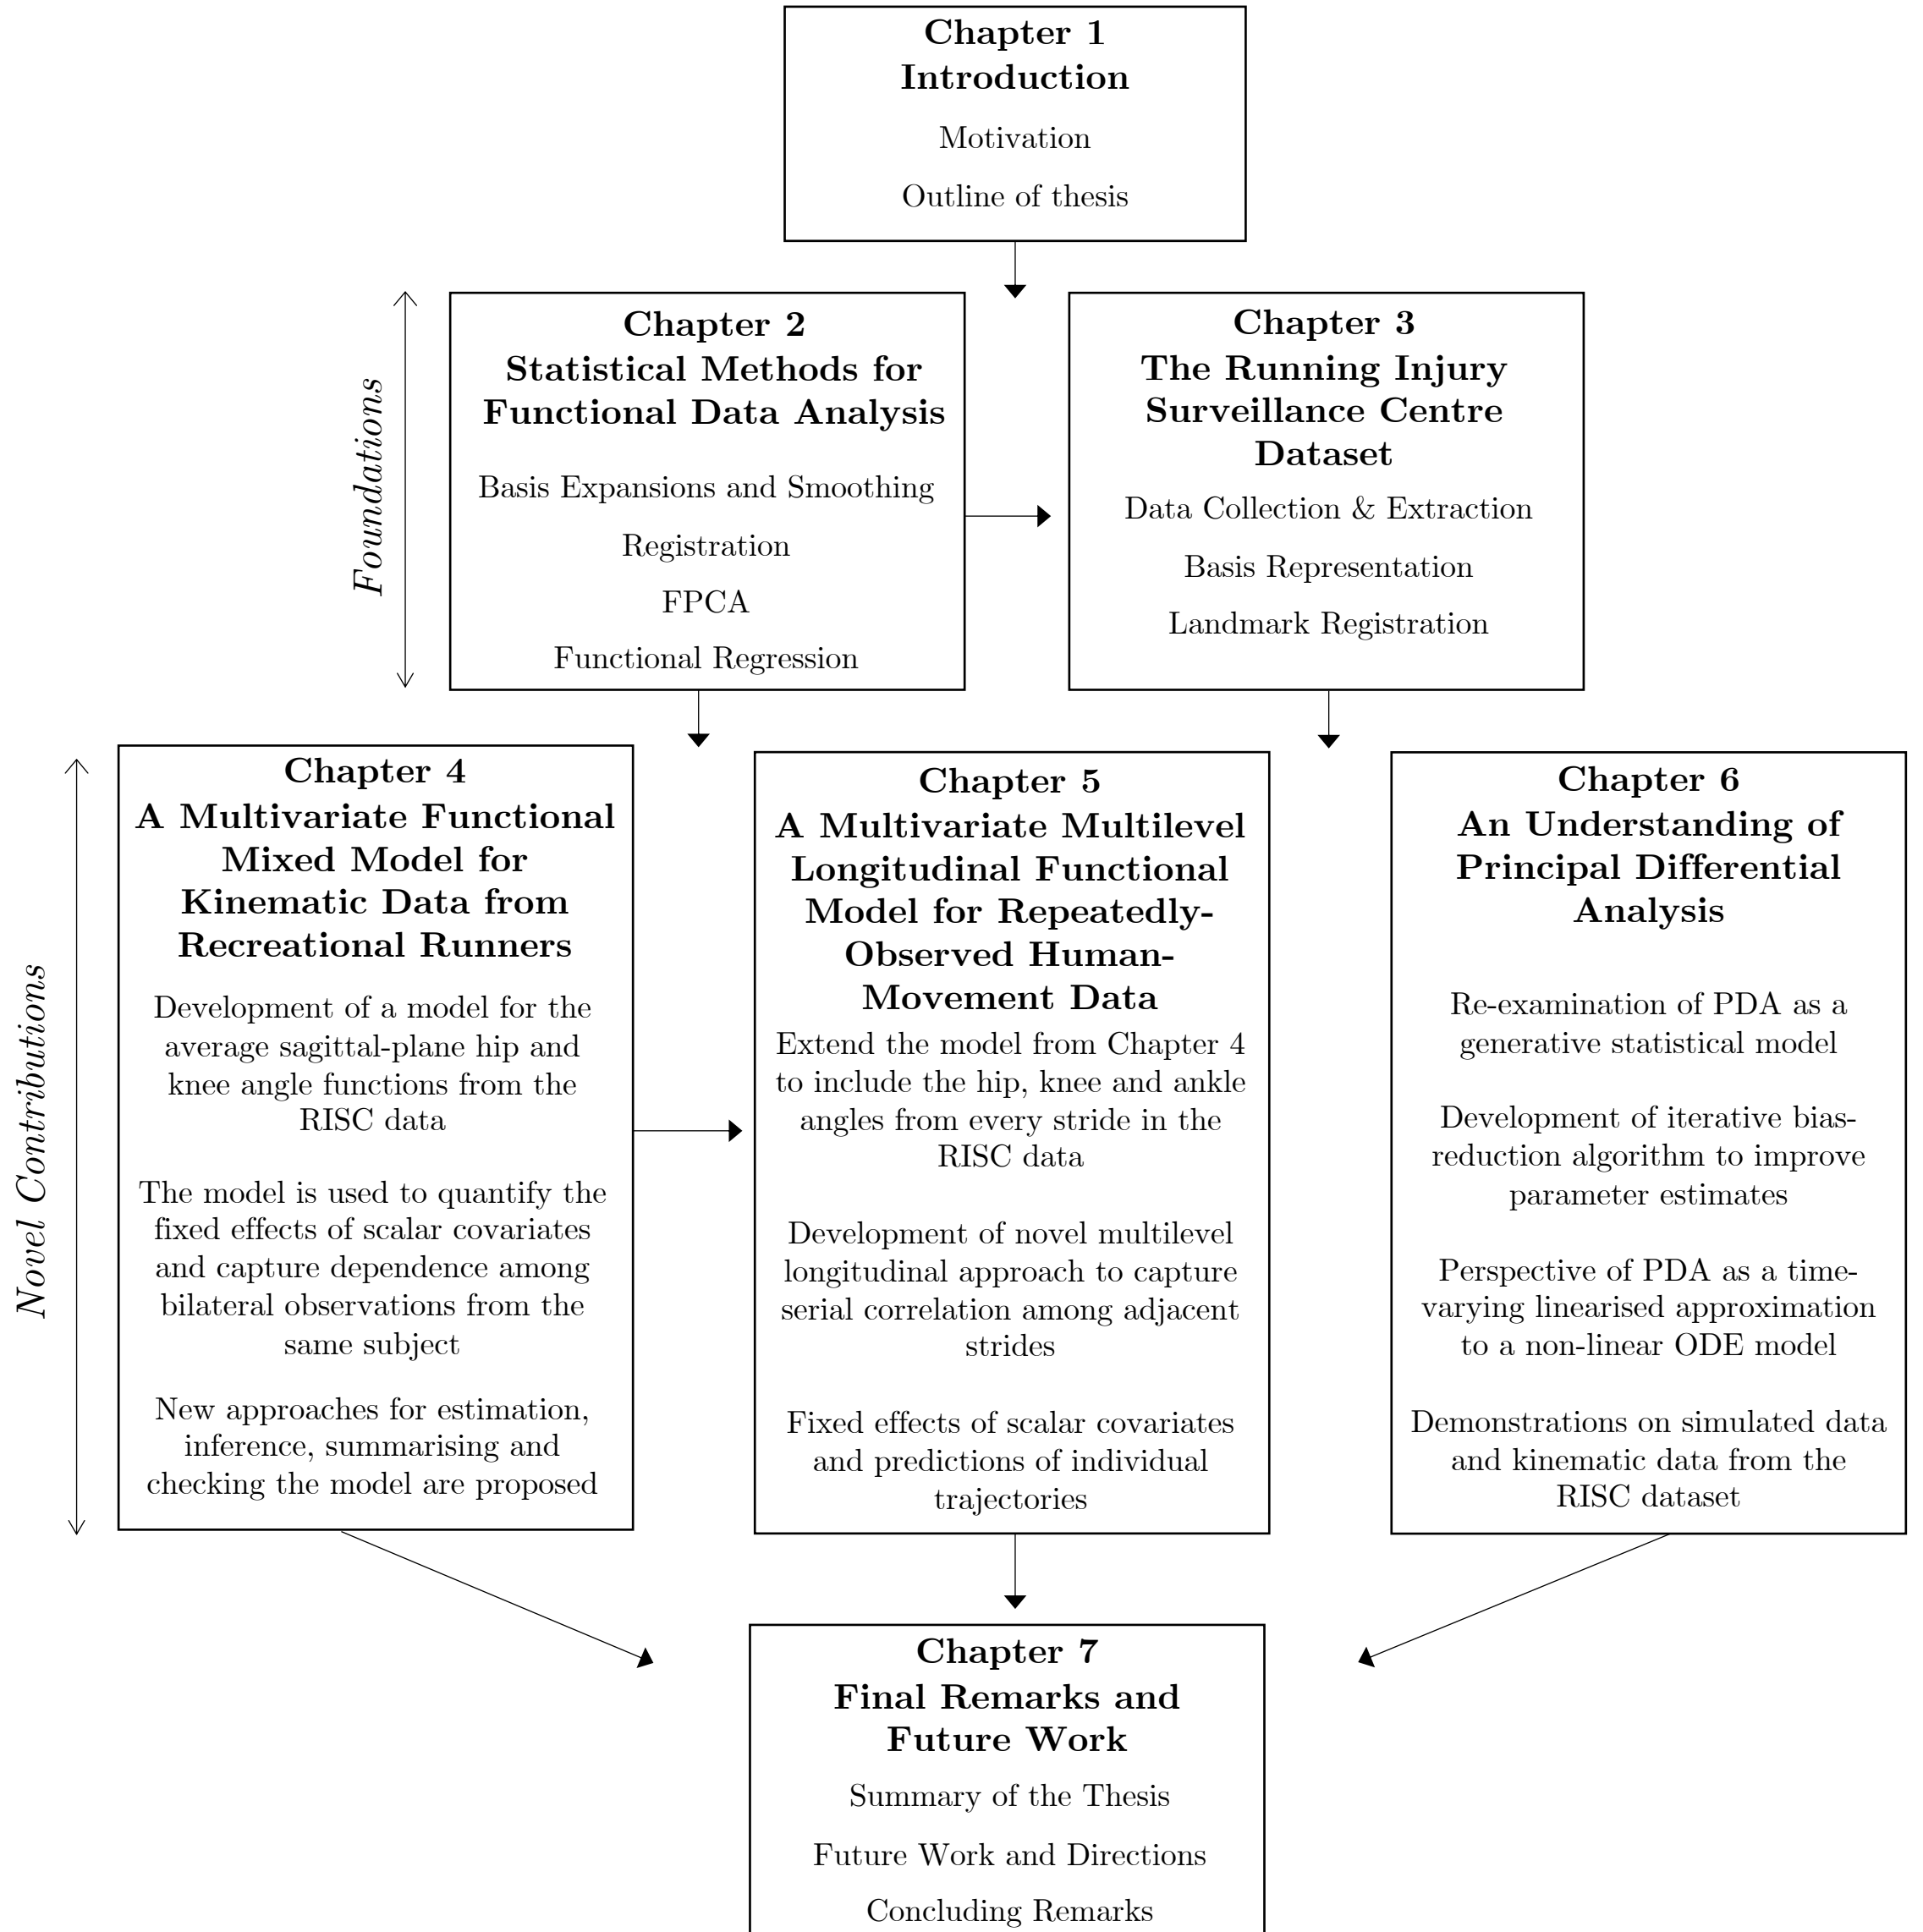 Chapter 1
Introduction
Motivation
Outline of thesis
Foundations
Chapter 2
Statistical Methods for
Functional Data Analysis
Basis Expansions and Smoothing
Registration
FPCA
Functional Regression
Chapter 3
The Running Injury
Surveillance Centre
Dataset
Data Collection & Extraction
Basis Representation
Landmark Registration
Novel Contributions
Chapter 4
A Multivariate Functional
Mixed Model for
Kinematic Data from
Recreational Runners
Development of a model for the
average sagittal-plane hip and
knee angle functions from the
RISC data
The model is used to quantify the
fixed effects of scalar covariates
and capture dependence among
bilateral observations from the
same subject
New approaches for estimation,
inference, summarising and
checking the model are proposed
Chapter 5
A Multivariate Multilevel
Longitudinal Functional
Model for Repeatedly-
Observed Human-
Movement Data
Extend the model from Chapter 4
to include the hip, knee and ankle
angles from every stride in the
RISC data
Development of novel multilevel
longitudinal approach to capture
serial correlation among adjacent
strides
Fixed effects of scalar covariates
and predictions of individual
trajectories
Chapter 6
An Understanding of
Principal Differential
Analysis
Re-examination of PDA as a
generative statistical model
Development of iterative bias-
reduction algorithm to improve
parameter estimates
Perspective of PDA as a time-
varying linearised approximation
to a non-linear ODE model
Demonstrations on simulated data
and kinematic data from the
RISC dataset
Chapter 7
Final Remarks and
Future Work
Summary of the Thesis
Future Work and Directions
Concluding Remarks